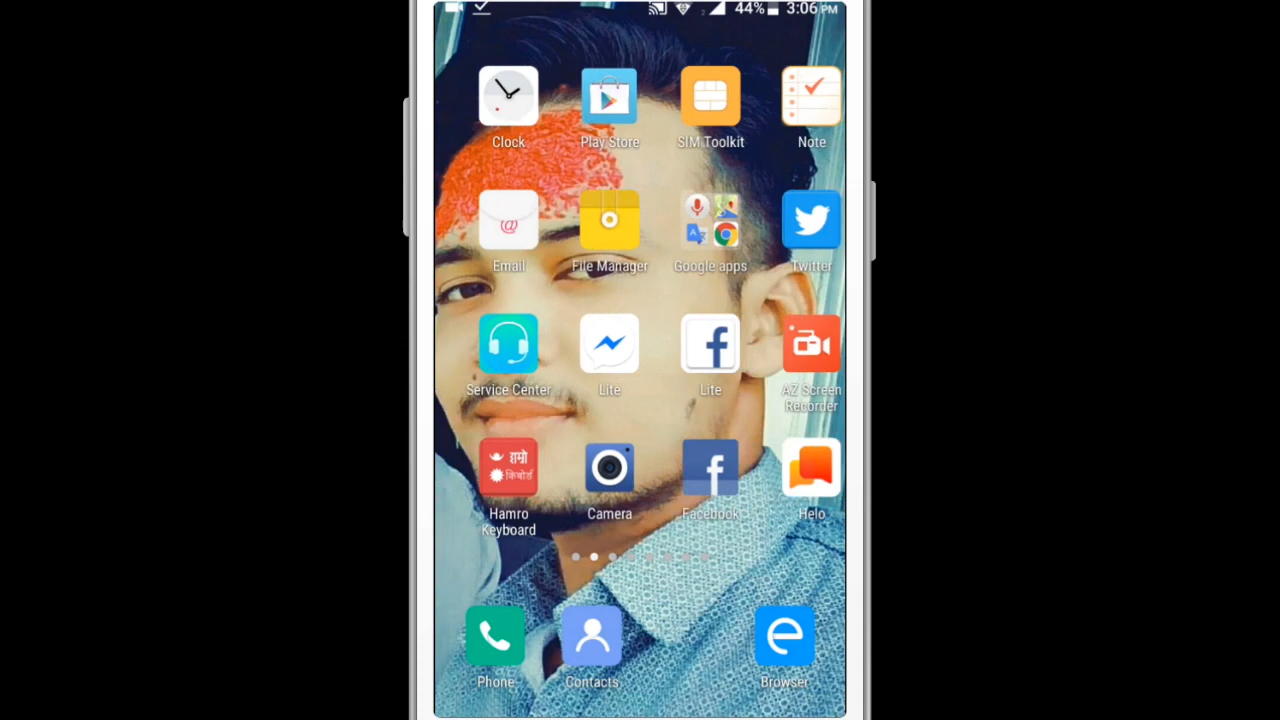 44% 3:06 PM
Clock Play Store SIM Toolkit Note
Email File Manager Google apps Twitter
Service Center Lite Lite AZ Screen
Recorder
हाम्रो
किबोर्ड
Hamro Camera Facebook Helo
Keyboard
Phone Contacts Browser